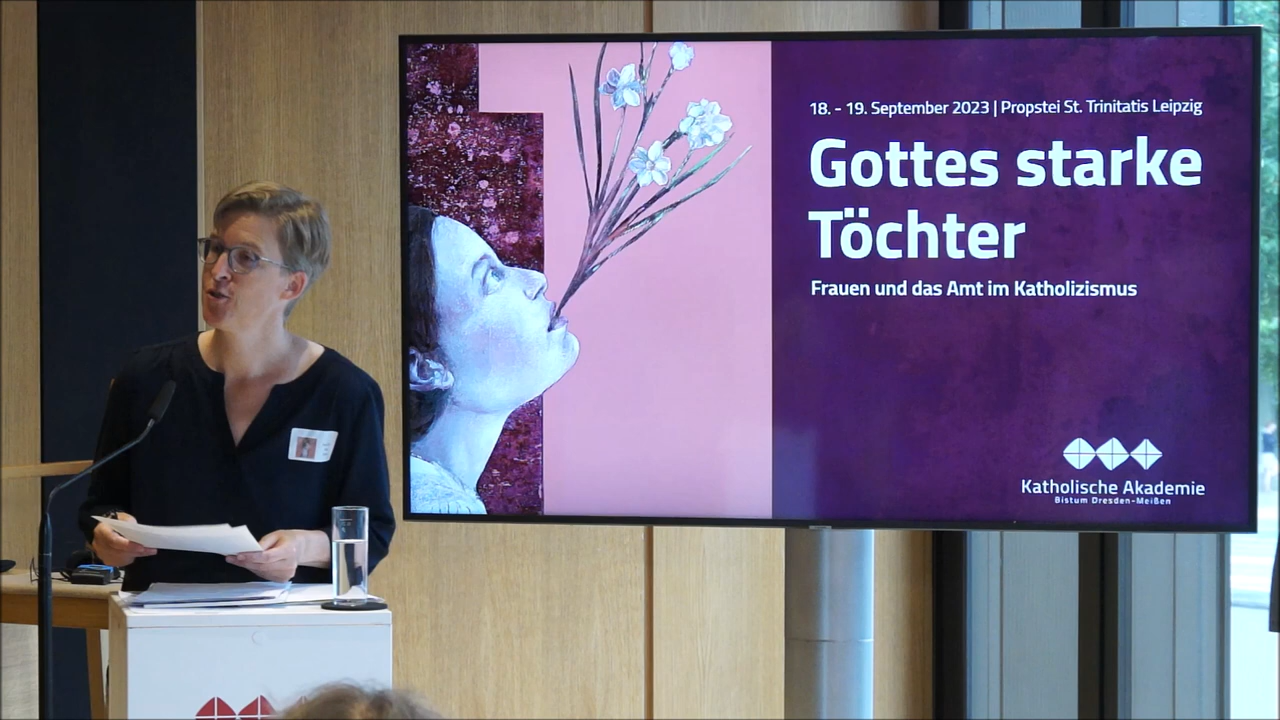 18. - 19. September 2023 | Propstei St. Trinitatis Leipzig
Gottes starke
Töchter
Frauen und das Amt im Katholizismus
Katholische Akademie
Bistum Dresden-Meißen